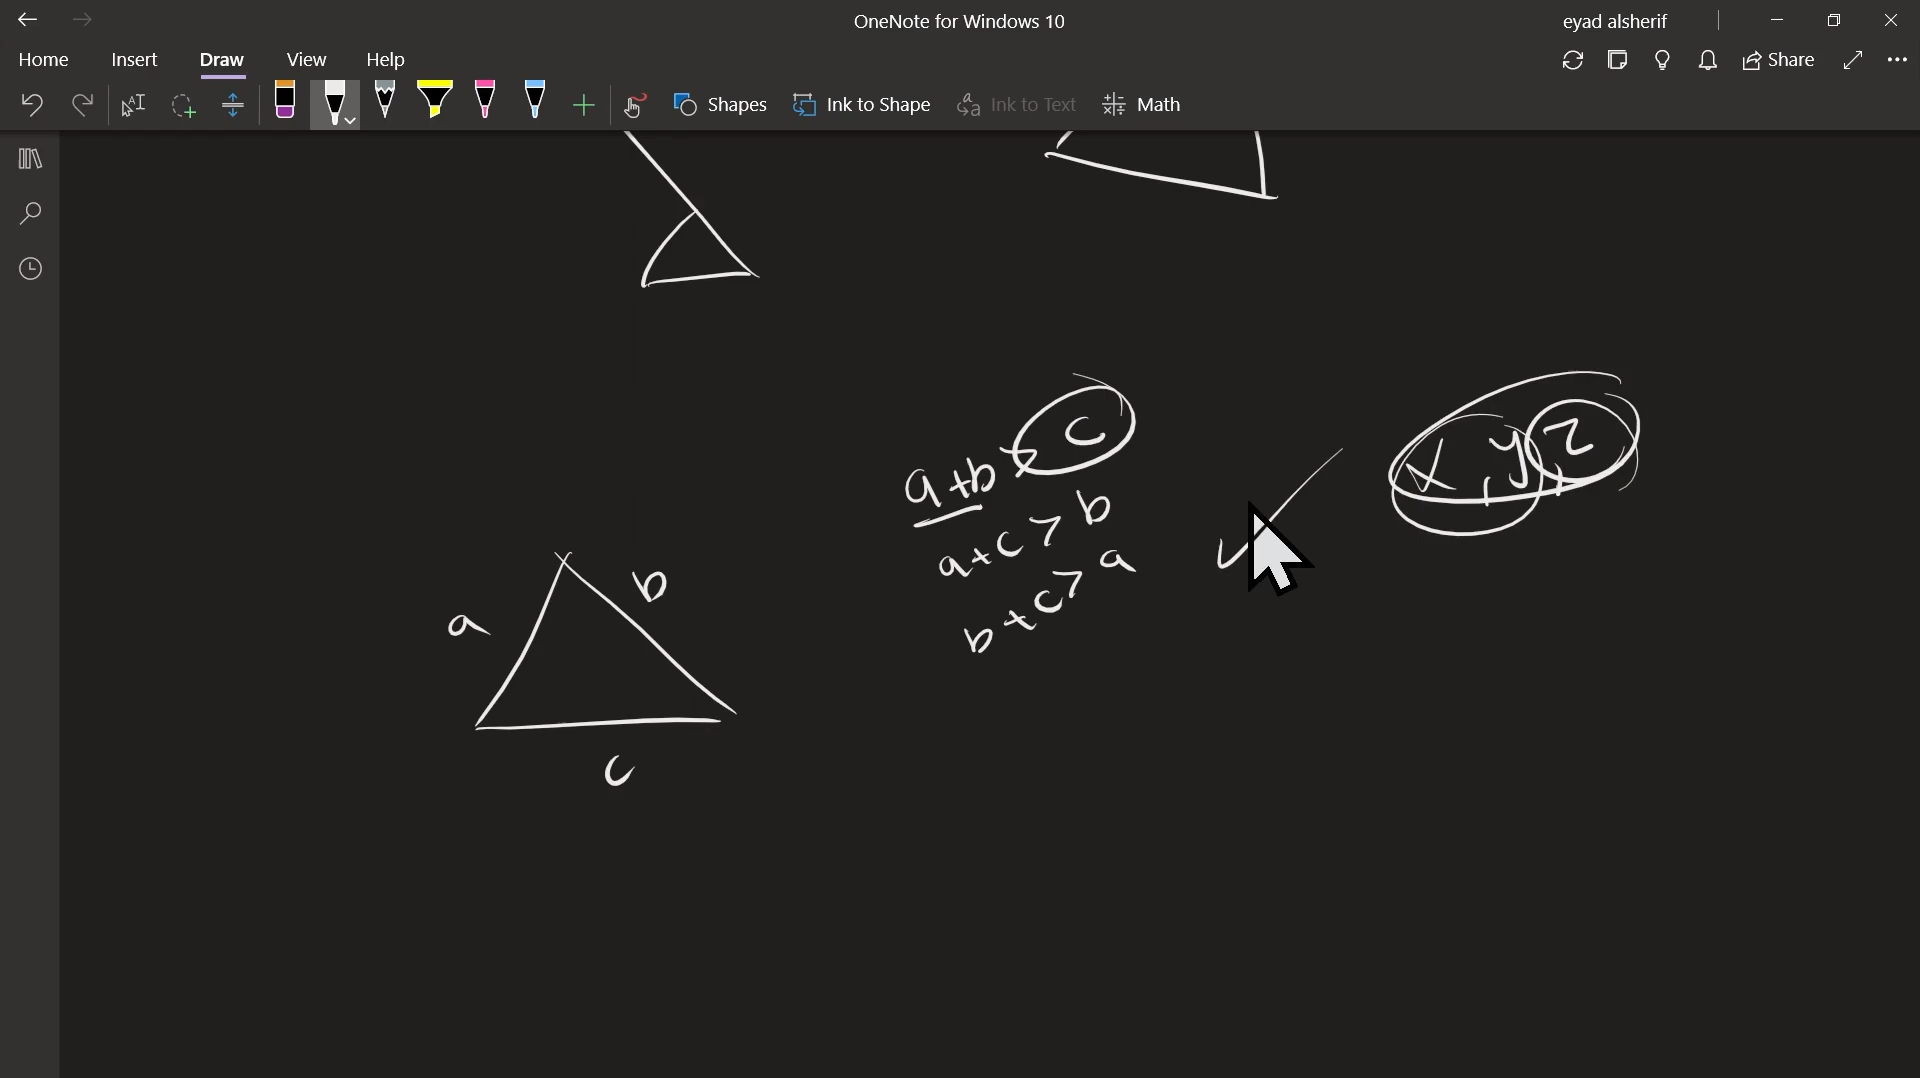 OneNote for Windows 10
eyad alsherif
Home Insert Draw View Help
Share
Shapes Ink to Shape Ink to Text Math
a+b > c
a+c > b
b+c > a
x, y, z
a
b
c